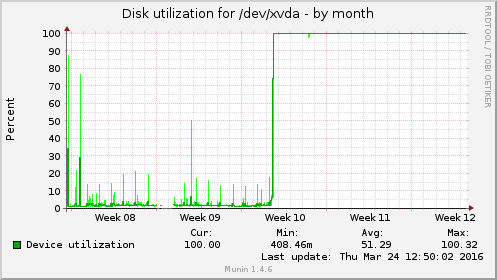 Disk utilization for /dev/xvda - by month
RRDTOOL / TOBI OETIKER
Percent
100
90
80
70
60
50
40
30
20
10
0
Week 08 Week 09 Week 10 Week 11 Week 12
Cur: Min: Avg: Max:
Device utilization 100.00 408.46m 51.29 100.32
Last update: Thu Mar 24 12:50:02 2016
Munin 1.4.6